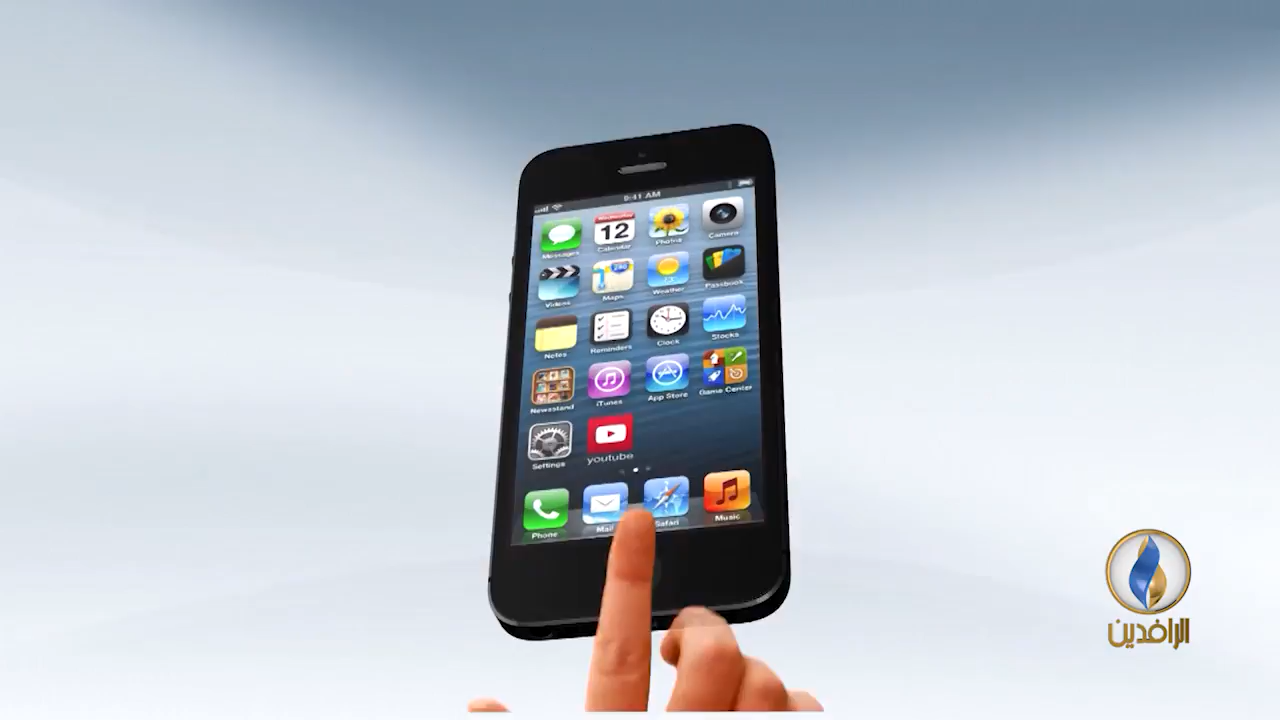 9:41 AM
Wednesday
12
Messages Calendar Photos Camera
280
Videos Maps Weather Passbook
Notes Reminders Clock Stocks
Newsstand iTunes App Store Game Center
Settings youtube
Phone Mail Safari Music
الرافدين